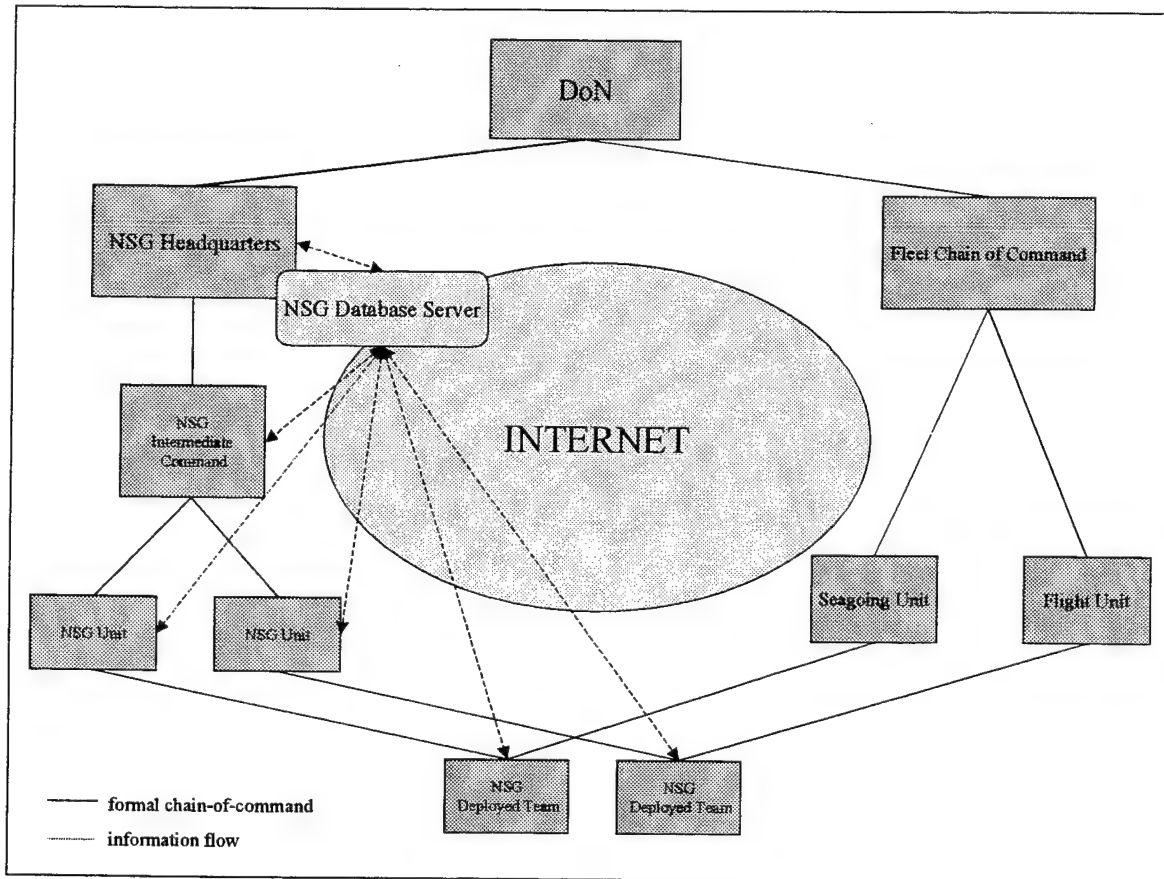 DoN
NSG Headquarters
Fleet Chain of Command
NSG Database Server
NSG
Intermediate
Command
INTERNET
NSG Unit
NSG Unit
Seagoing Unit
Flight Unit
NSG
Deployed Team
NSG
Deployed Team
formal chain-of-command
information flow